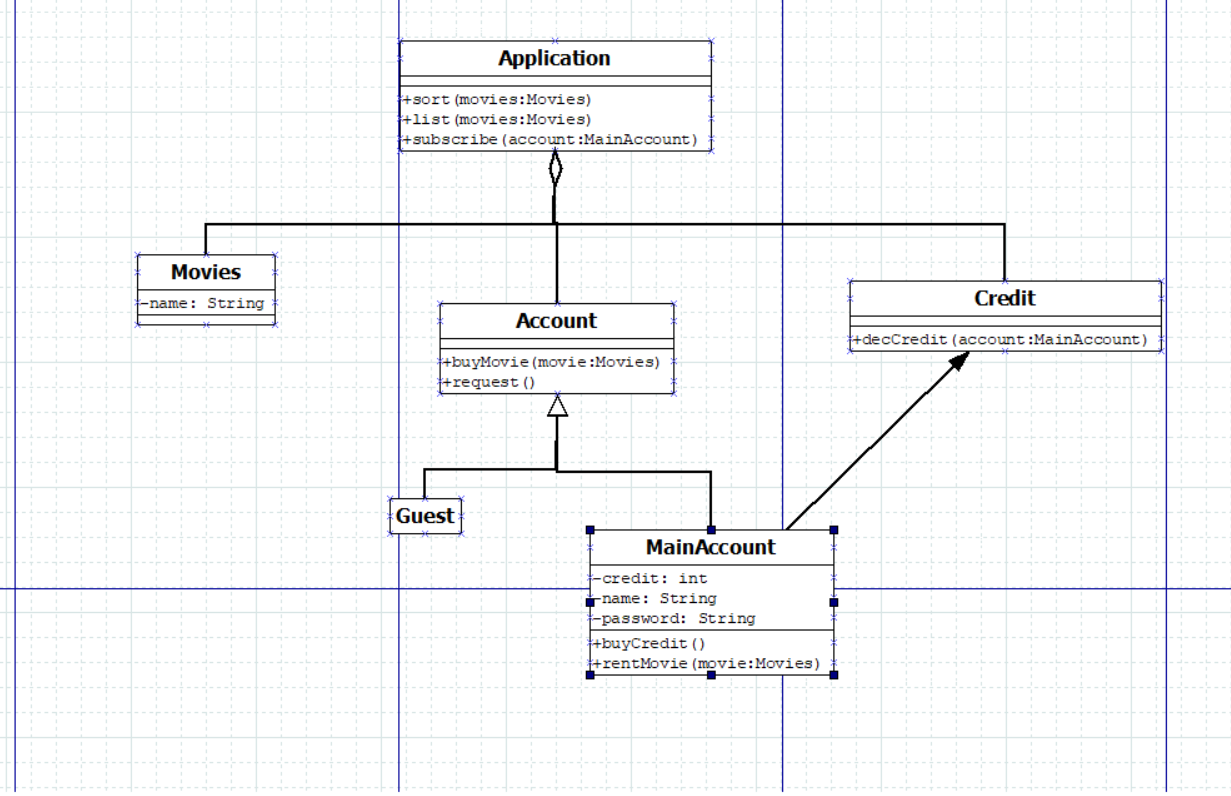 Application
+sort(movies:Movies)
+list(movies:Movies)
+subscribe(account:MainAccount)
Movies
-name: String
Account
+buyMovie(movie:Movies)
+request()
Credit
+decCredit(account:MainAccount)
Guest
MainAccount
-credit: int
-name: String
-password: String
+buyCredit()
+rentMovie(movie:Movies)